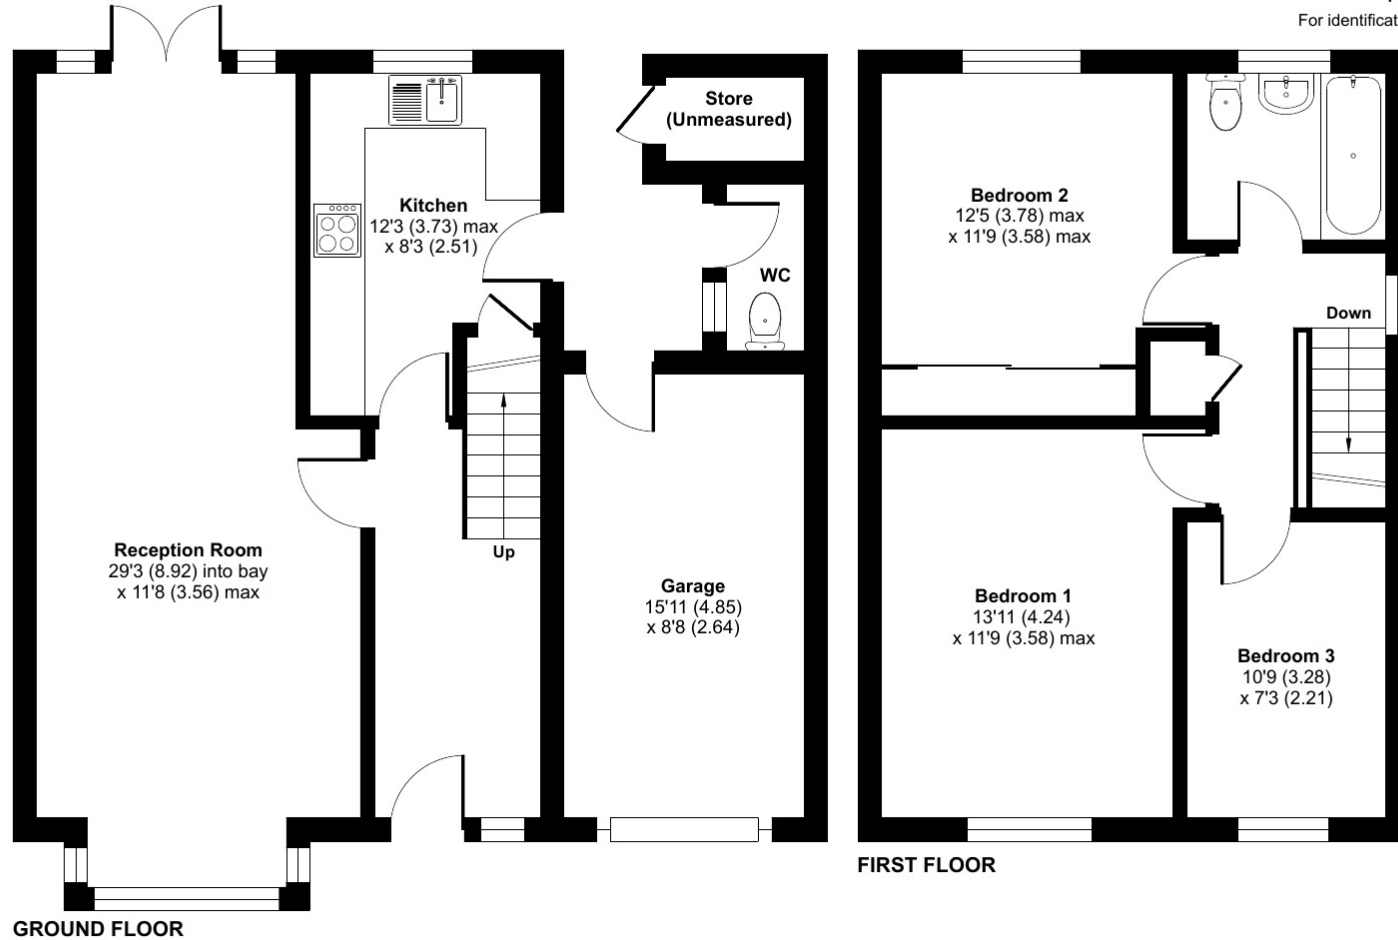 For identificat
Store
(Unmeasured)
Kitchen
12'3 (3.73) max
x 8'3 (2.51)
WC
Bedroom 2
12'5 (3.78) max
x 11'9 (3.58) max
Down
Up
Reception Room
29'3 (8.92) into bay
x 11'8 (3.56) max
Garage
15'11 (4.85)
x 8'8 (2.64)
Bedroom 1
13'11 (4.24)
x 11'9 (3.58) max
Bedroom 3
10'9 (3.28)
x 7'3 (2.21)
FIRST FLOOR
GROUND FLOOR